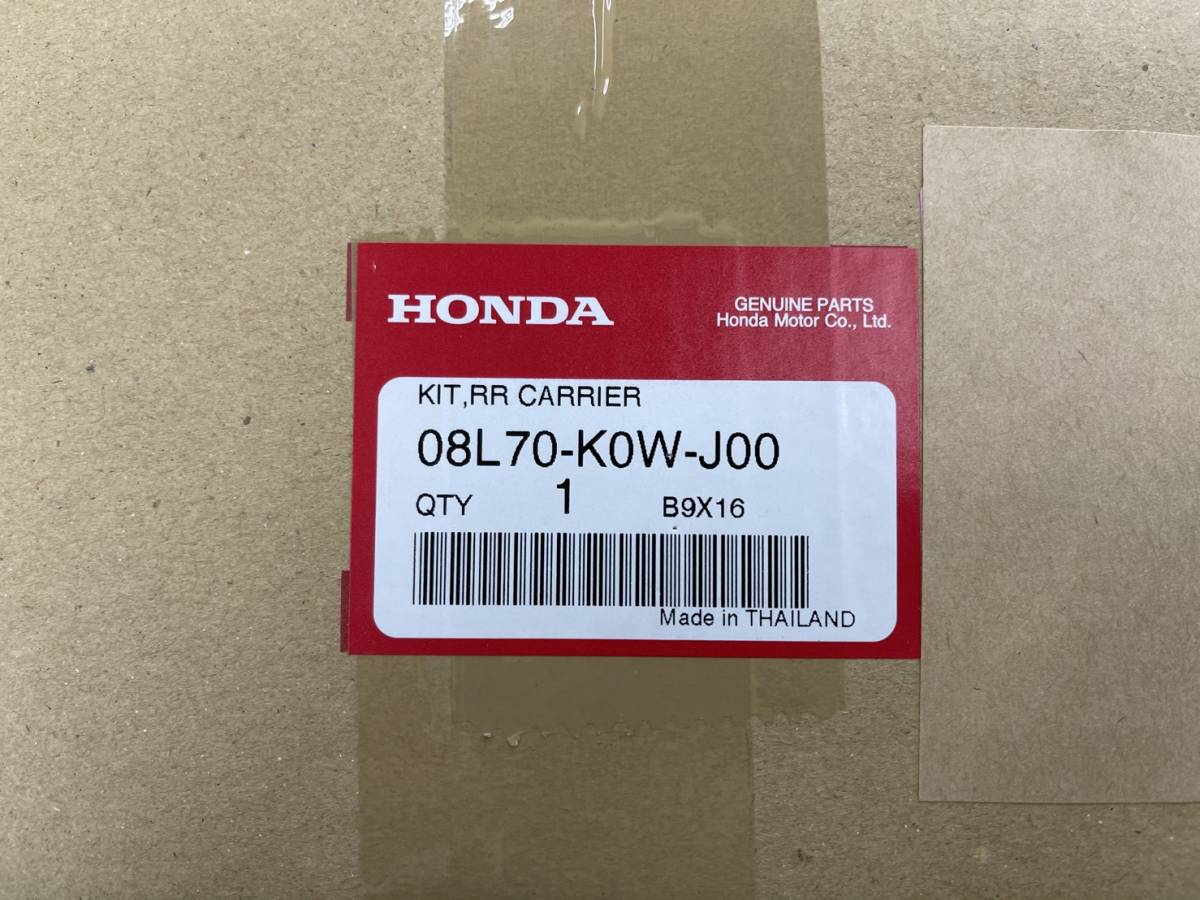 HONDA
GENUINE PARTS
Honda Motor Co., Ltd.
KIT,RR CARRIER
08L70-K0W-J00
QTY 1 B9X16
Made in THAILAND